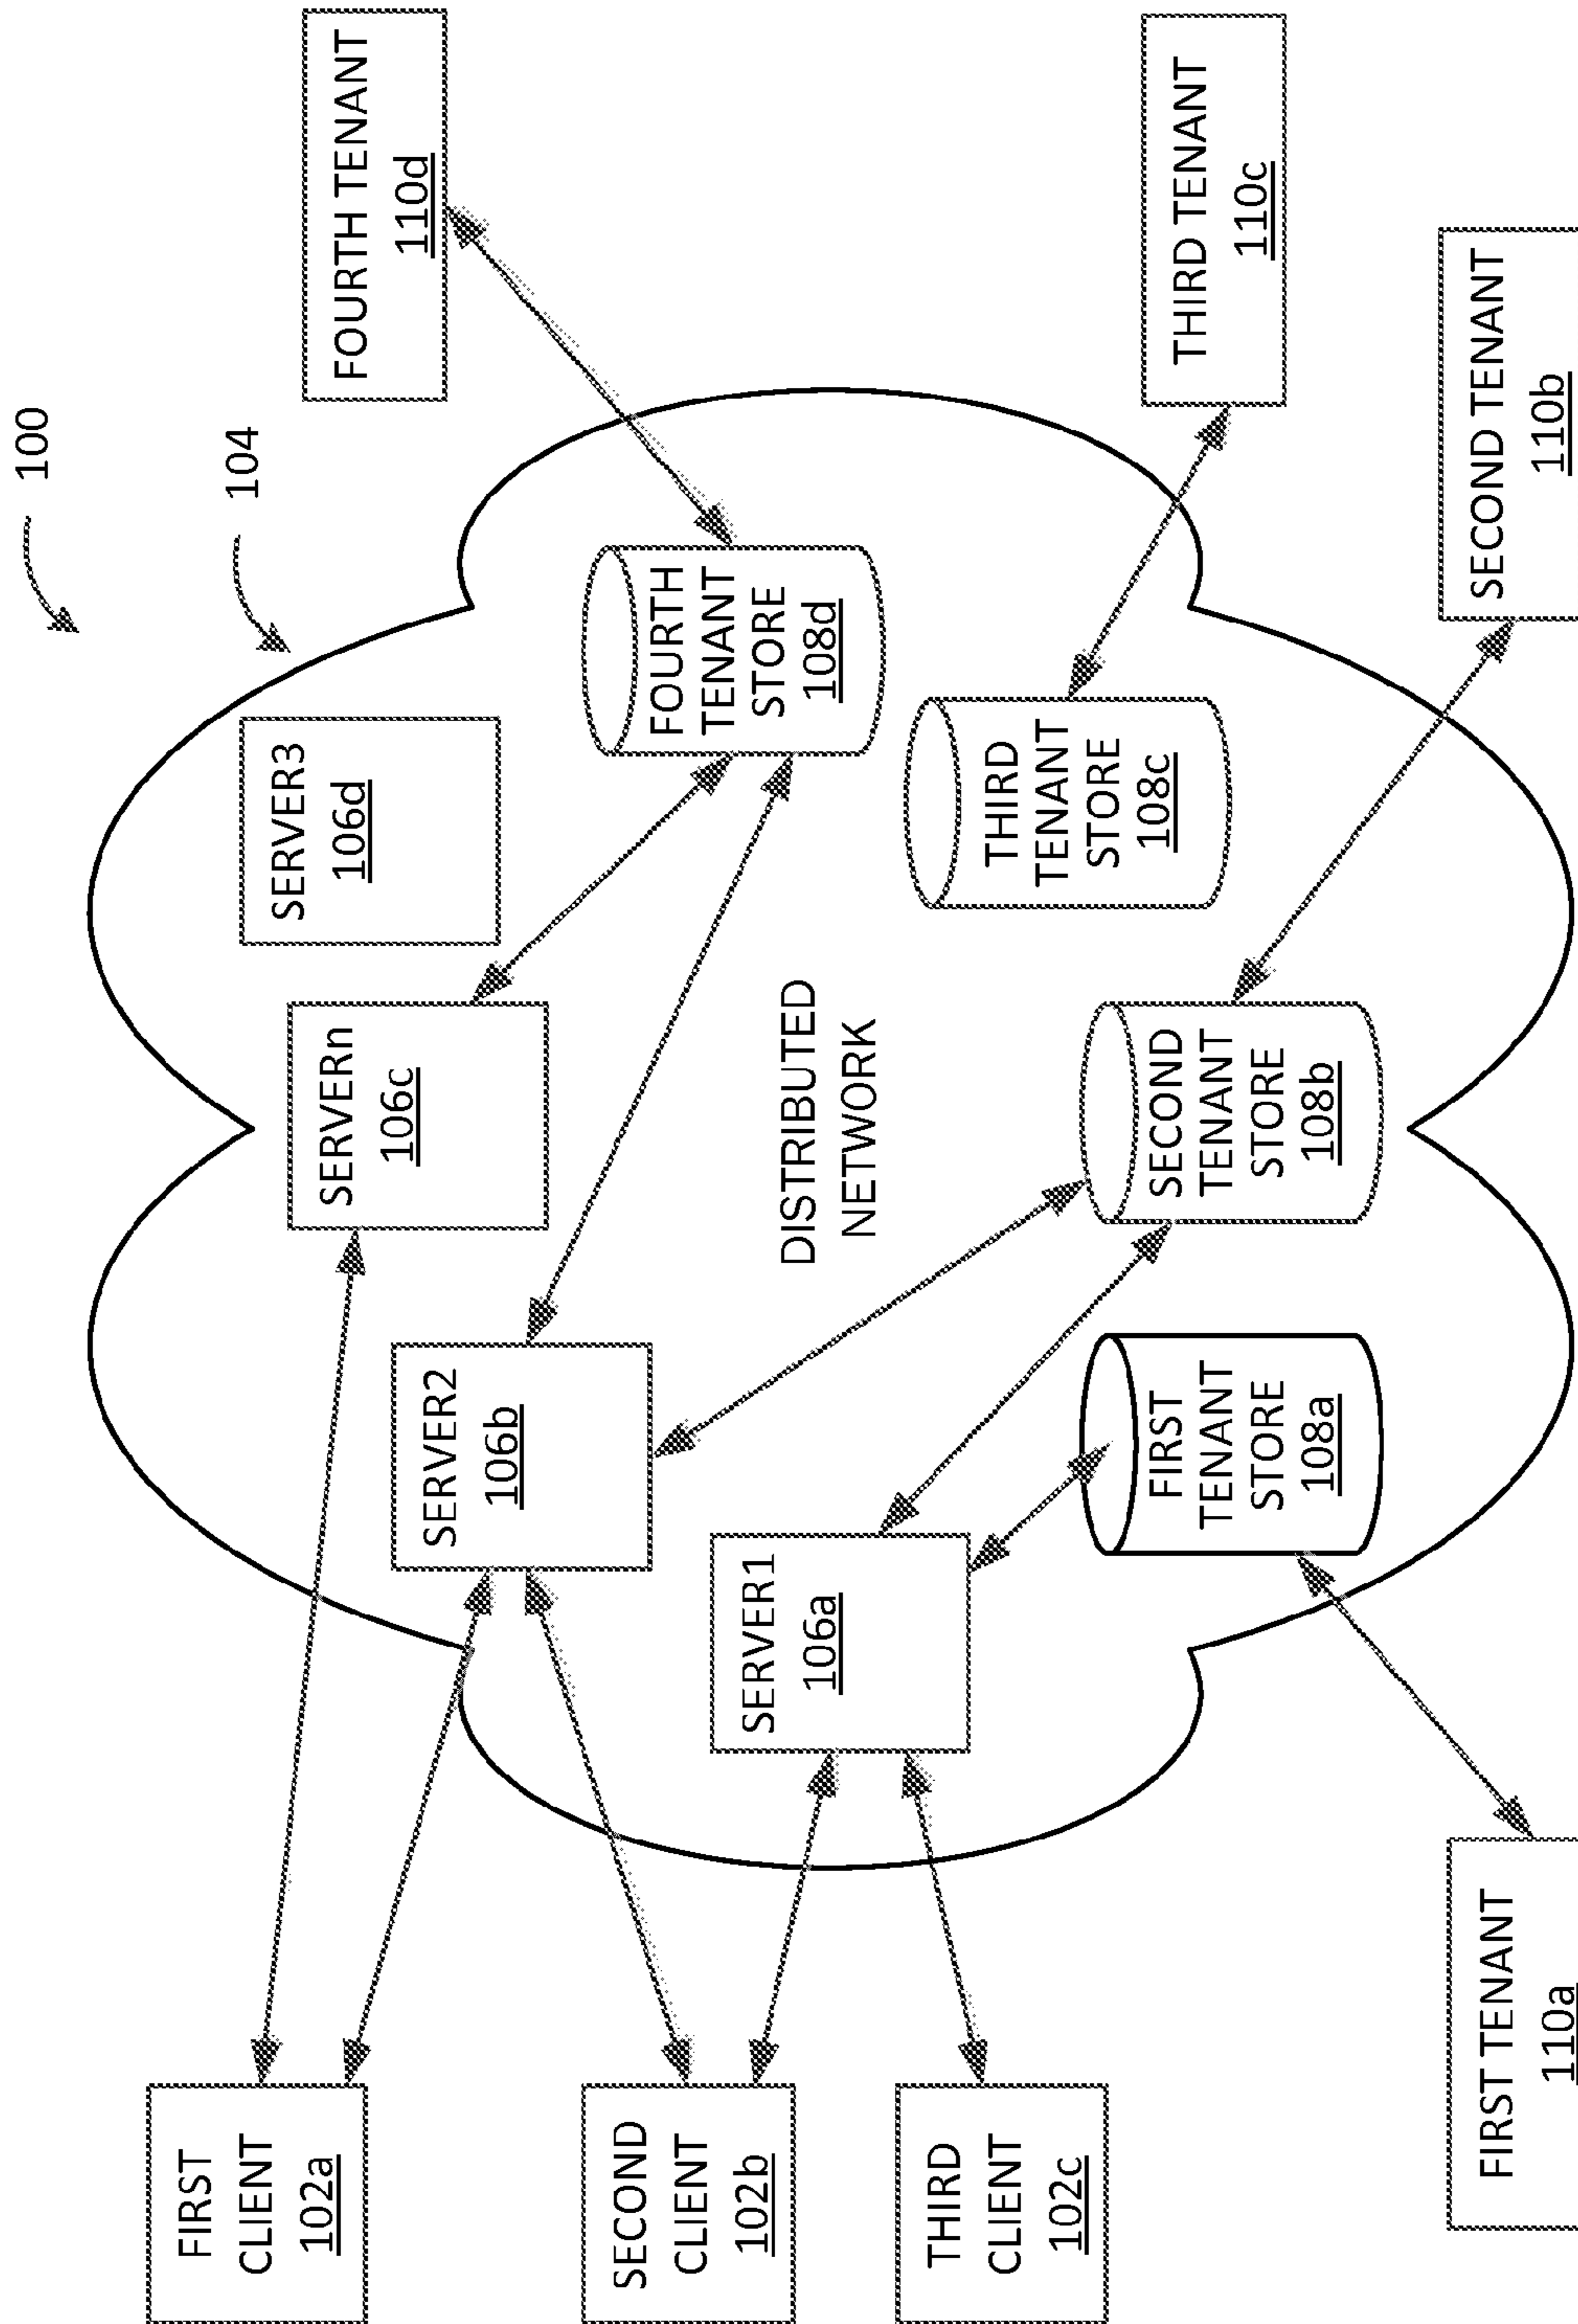 100
104
FIRST
CLIENT
102a
SECOND
CLIENT
102b
THIRD
CLIENT
102c
SERVER1
106a
SERVER2
106b
SERVERn
106c
SERVER3
106d
DISTRIBUTED
NETWORK
FIRST
TENANT
STORE
108a
SECOND
TENANT
STORE
108b
THIRD
TENANT
STORE
108c
FOURTH
TENANT
STORE
108d
FIRST TENANT
110a
SECOND TENANT
110b
THIRD TENANT
110c
FOURTH TENANT
110d